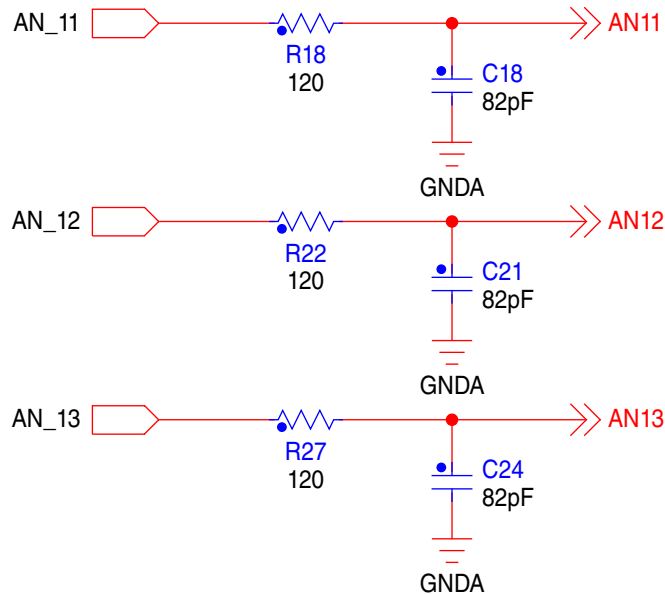 AN_11
AN11
R18
120
C18
82pF
GNDA
AN_12
AN12
R22
120
C21
82pF
GNDA
AN_13
AN13
R27
120
C24
82pF
GNDA